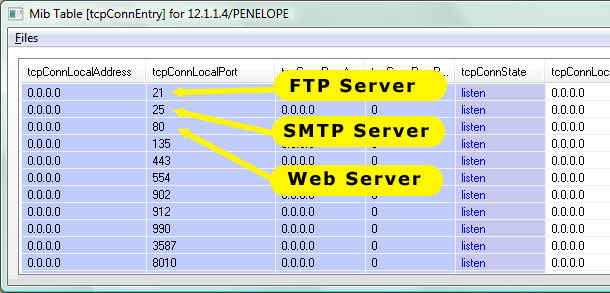 Mib Table [tcpConnEntry] for 12.1.1.4/PENELOPE
Files
tcpConnLocalAddress tcpConnLocalPort tcpConnState tcpConnLoc
0.0.0.0 21 FTP Server listen 0.0.0.0
0.0.0.0 25 0.0.0.0 0 listen 0.0.0.0
0.0.0.0 80 SMTP Server listen 0.0.0.0
0.0.0.0 135 0 listen 0.0.0.0
0.0.0.0 443 listen 0.0.0.0
0.0.0.0 554 Web Server listen 0.0.0.0
0.0.0.0 902 0.0.0.0 0 listen 0.0.0.0
0.0.0.0 912 0.0.0.0 0 listen 0.0.0.0
0.0.0.0 990 0.0.0.0 0 listen 0.0.0.0
0.0.0.0 3587 0.0.0.0 0 listen 0.0.0.0
0.0.0.0 8010 0.0.0.0 0 listen 0.0.0.0